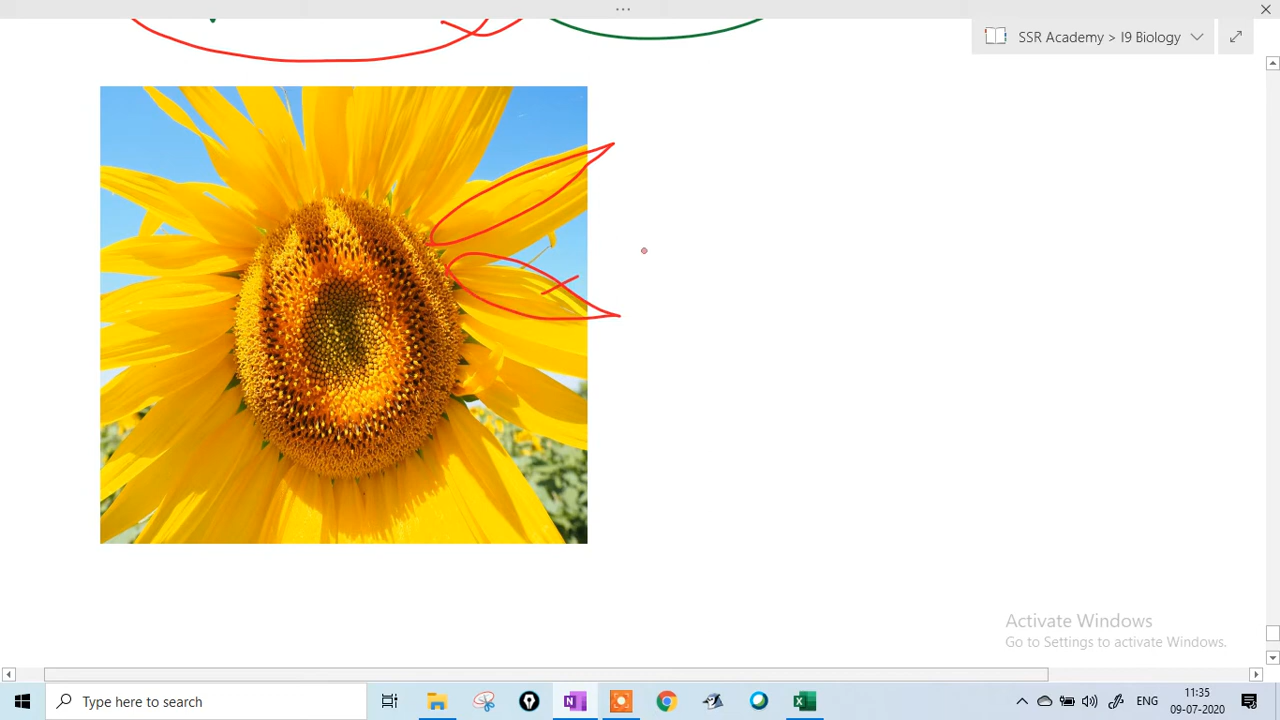 SSR Academy > I9 Biology
Activate Windows
Go to Settings to activate Windows.
Type here to search
ENG
11:35
09-07-2020